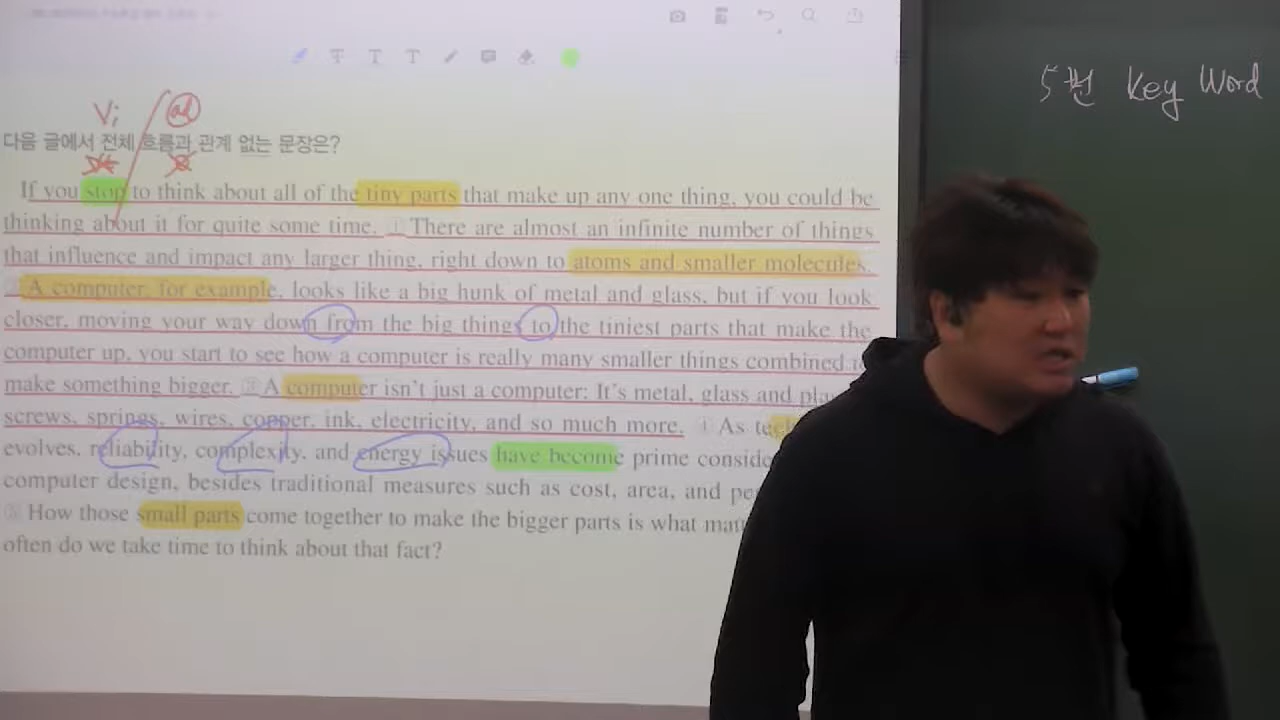 5번 Key Word
Vi ad
다음 글에서 전체 흐름과 관계 없는 문장은?
If you stop to think about all of the tiny parts that make up any one thing, you could be
thinking about it for quite some time. ① There are almost an infinite number of things
that influence and impact any larger thing, right down to atoms and smaller molecules.
② A computer, for example, looks like a big hunk of metal and glass, but if you look
closer, moving your way down from the big things to the tiniest parts that make the
computer up, you start to see how a computer is really many smaller things combined to
make something bigger. ③ A computer isn't just a computer: It's metal, glass and
screws, springs, wires, copper, ink, electricity, and so much more. ④ As
evolves, reliability, complexity, and energy issues have become prime
computer design, besides traditional measures such as cost, area, and
⑤ How those small parts come together to make the bigger parts is what
often do we take time to think about that fact?